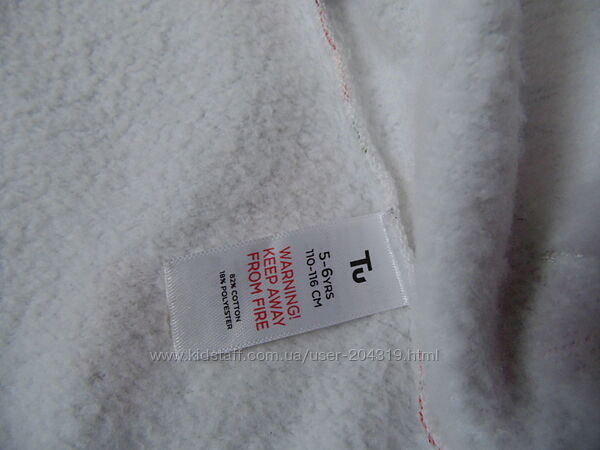 Tu
5-6YRS
110-116 CM
WARNING!
KEEP AWAY
FROM FIRE
82% COTTON
18% POLYESTER
www.kidstaff.com.ua/user-204319.html